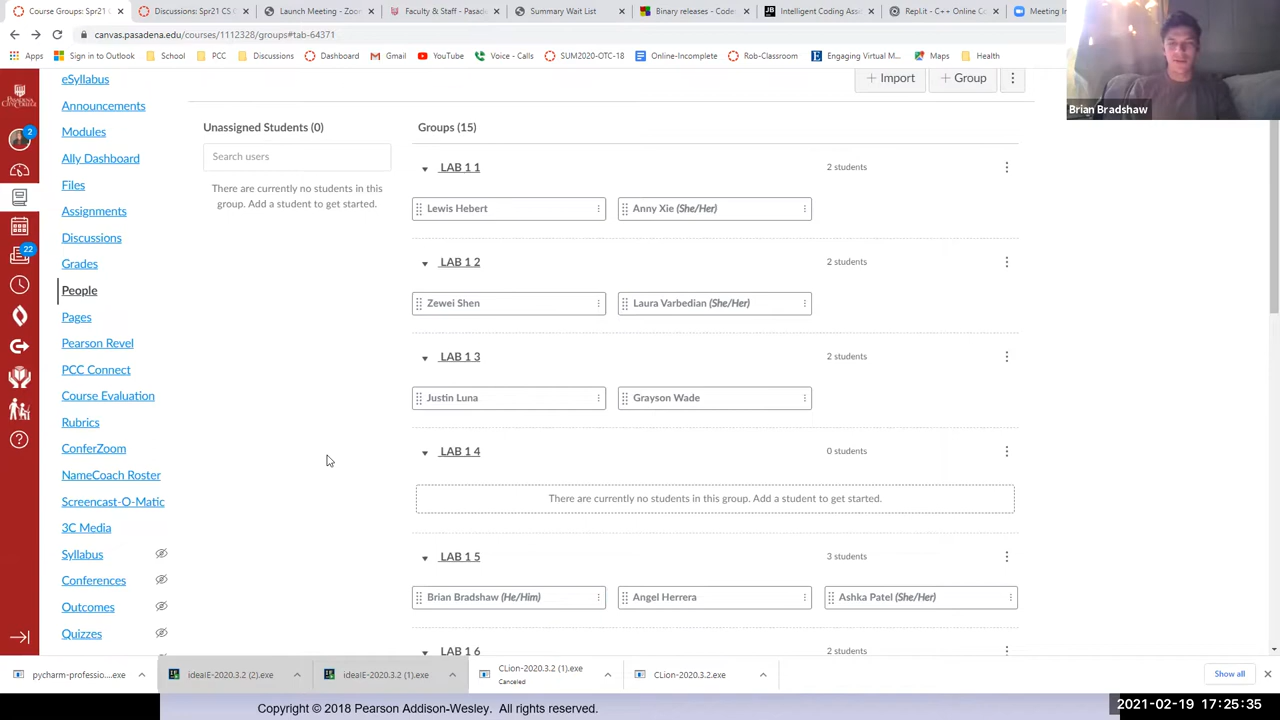 Course Groups: Spr21 CS
Discussions: Spr21 CS C
Launch Meeting - Zoom
Faculty & Staff - Pasaden
Summary Wait List
Binary releases - Code::
Intelligent Coding Assis
Repl.it - C++ Online Co
Meeting In
canvas.pasadena.edu/courses/1112328/groups#tab-64371
Apps
Sign in to Outlook
School
PCC
Discussions
Dashboard
Gmail
YouTube
Voice - Calls
SUM2020-OTC-18
Online-Incomplete
Rob-Classroom
Engaging Virtual M...
Maps
Health
Brian Bradshaw
PASADENA
CITY COLLEGE
2
22
eSyllabus
Announcements
Modules
Ally Dashboard
Files
Assignments
Discussions
Grades
People
Pages
Pearson Revel
PCC Connect
Course Evaluation
Rubrics
ConferZoom
NameCoach Roster
Screencast-O-Matic
3C Media
Syllabus
Conferences
Outcomes
Quizzes
+ Import
+ Group
Unassigned Students (0)
Search users
There are currently no students in this
group. Add a student to get started.
Groups (15)
LAB 1 1
2 students
Lewis Hebert
Anny Xie (She/Her)
LAB 1 2
2 students
Zewei Shen
Laura Varbedian (She/Her)
LAB 1 3
2 students
Justin Luna
Grayson Wade
LAB 1 4
0 students
There are currently no students in this group. Add a student to get started.
LAB 1 5
3 students
Brian Bradshaw (He/Him)
Angel Herrera
Ashka Patel (She/Her)
LAB 1 6
2 students
pycharm-professio....exe
ideaIE-2020.3.2 (2).exe
ideaIE-2020.3.2 (1).exe
CLion-2020.3.2 (1).exe
Canceled
CLion-2020.3.2.exe
Show all
Copyright © 2018 Pearson Addison-Wesley. All rights reserved.
2021-02-19 17:25:35